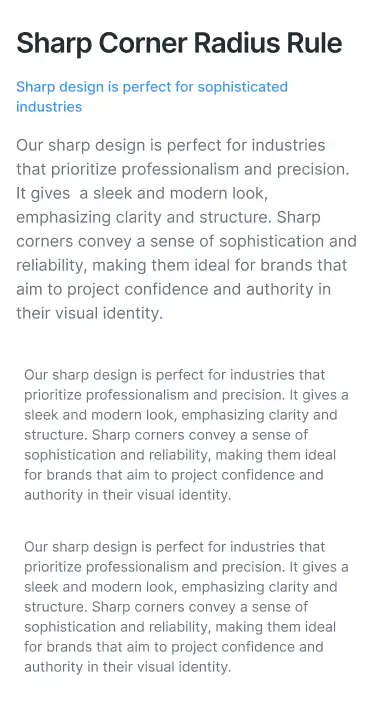 Sharp Corner Radius Rule
Sharp design is perfect for sophisticated
industries
Our sharp design is perfect for industries
that prioritize professionalism and precision.
It gives  a sleek and modern look,
emphasizing clarity and structure. Sharp
corners convey a sense of sophistication and
reliability, making them ideal for brands that
aim to project confidence and authority in
their visual identity.
Our sharp design is perfect for industries that
prioritize professionalism and precision. It gives a
sleek and modern look, emphasizing clarity and
structure. Sharp corners convey a sense of
sophistication and reliability, making them ideal
for brands that aim to project confidence and
authority in their visual identity.
Our sharp design is perfect for industries that
prioritize professionalism and precision. It gives a
sleek and modern look, emphasizing clarity and
structure. Sharp corners convey a sense of
sophistication and reliability, making them ideal
for brands that aim to project confidence and
authority in their visual identity.